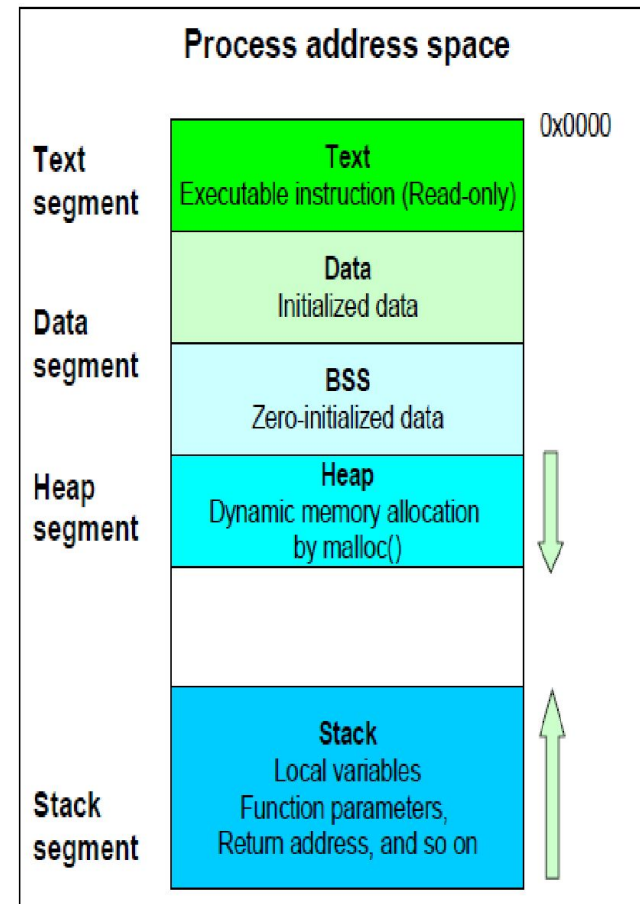 Process address space
0x0000
Text
segment
Text
Executable instruction (Read-only)
Data
segment
Data
Initialized data
BSS
Zero-initialized data
Heap
segment
Heap
Dynamic memory allocation
by malloc()
Stack
segment
Stack
Local variables
Function parameters,
Return address, and so on